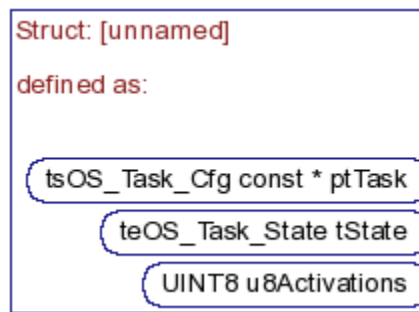 Struct: [unnamed]
defined as:
tsOS_Task_Cfg const * ptTask
teOS_Task_State tState
UINT8 u8Activations